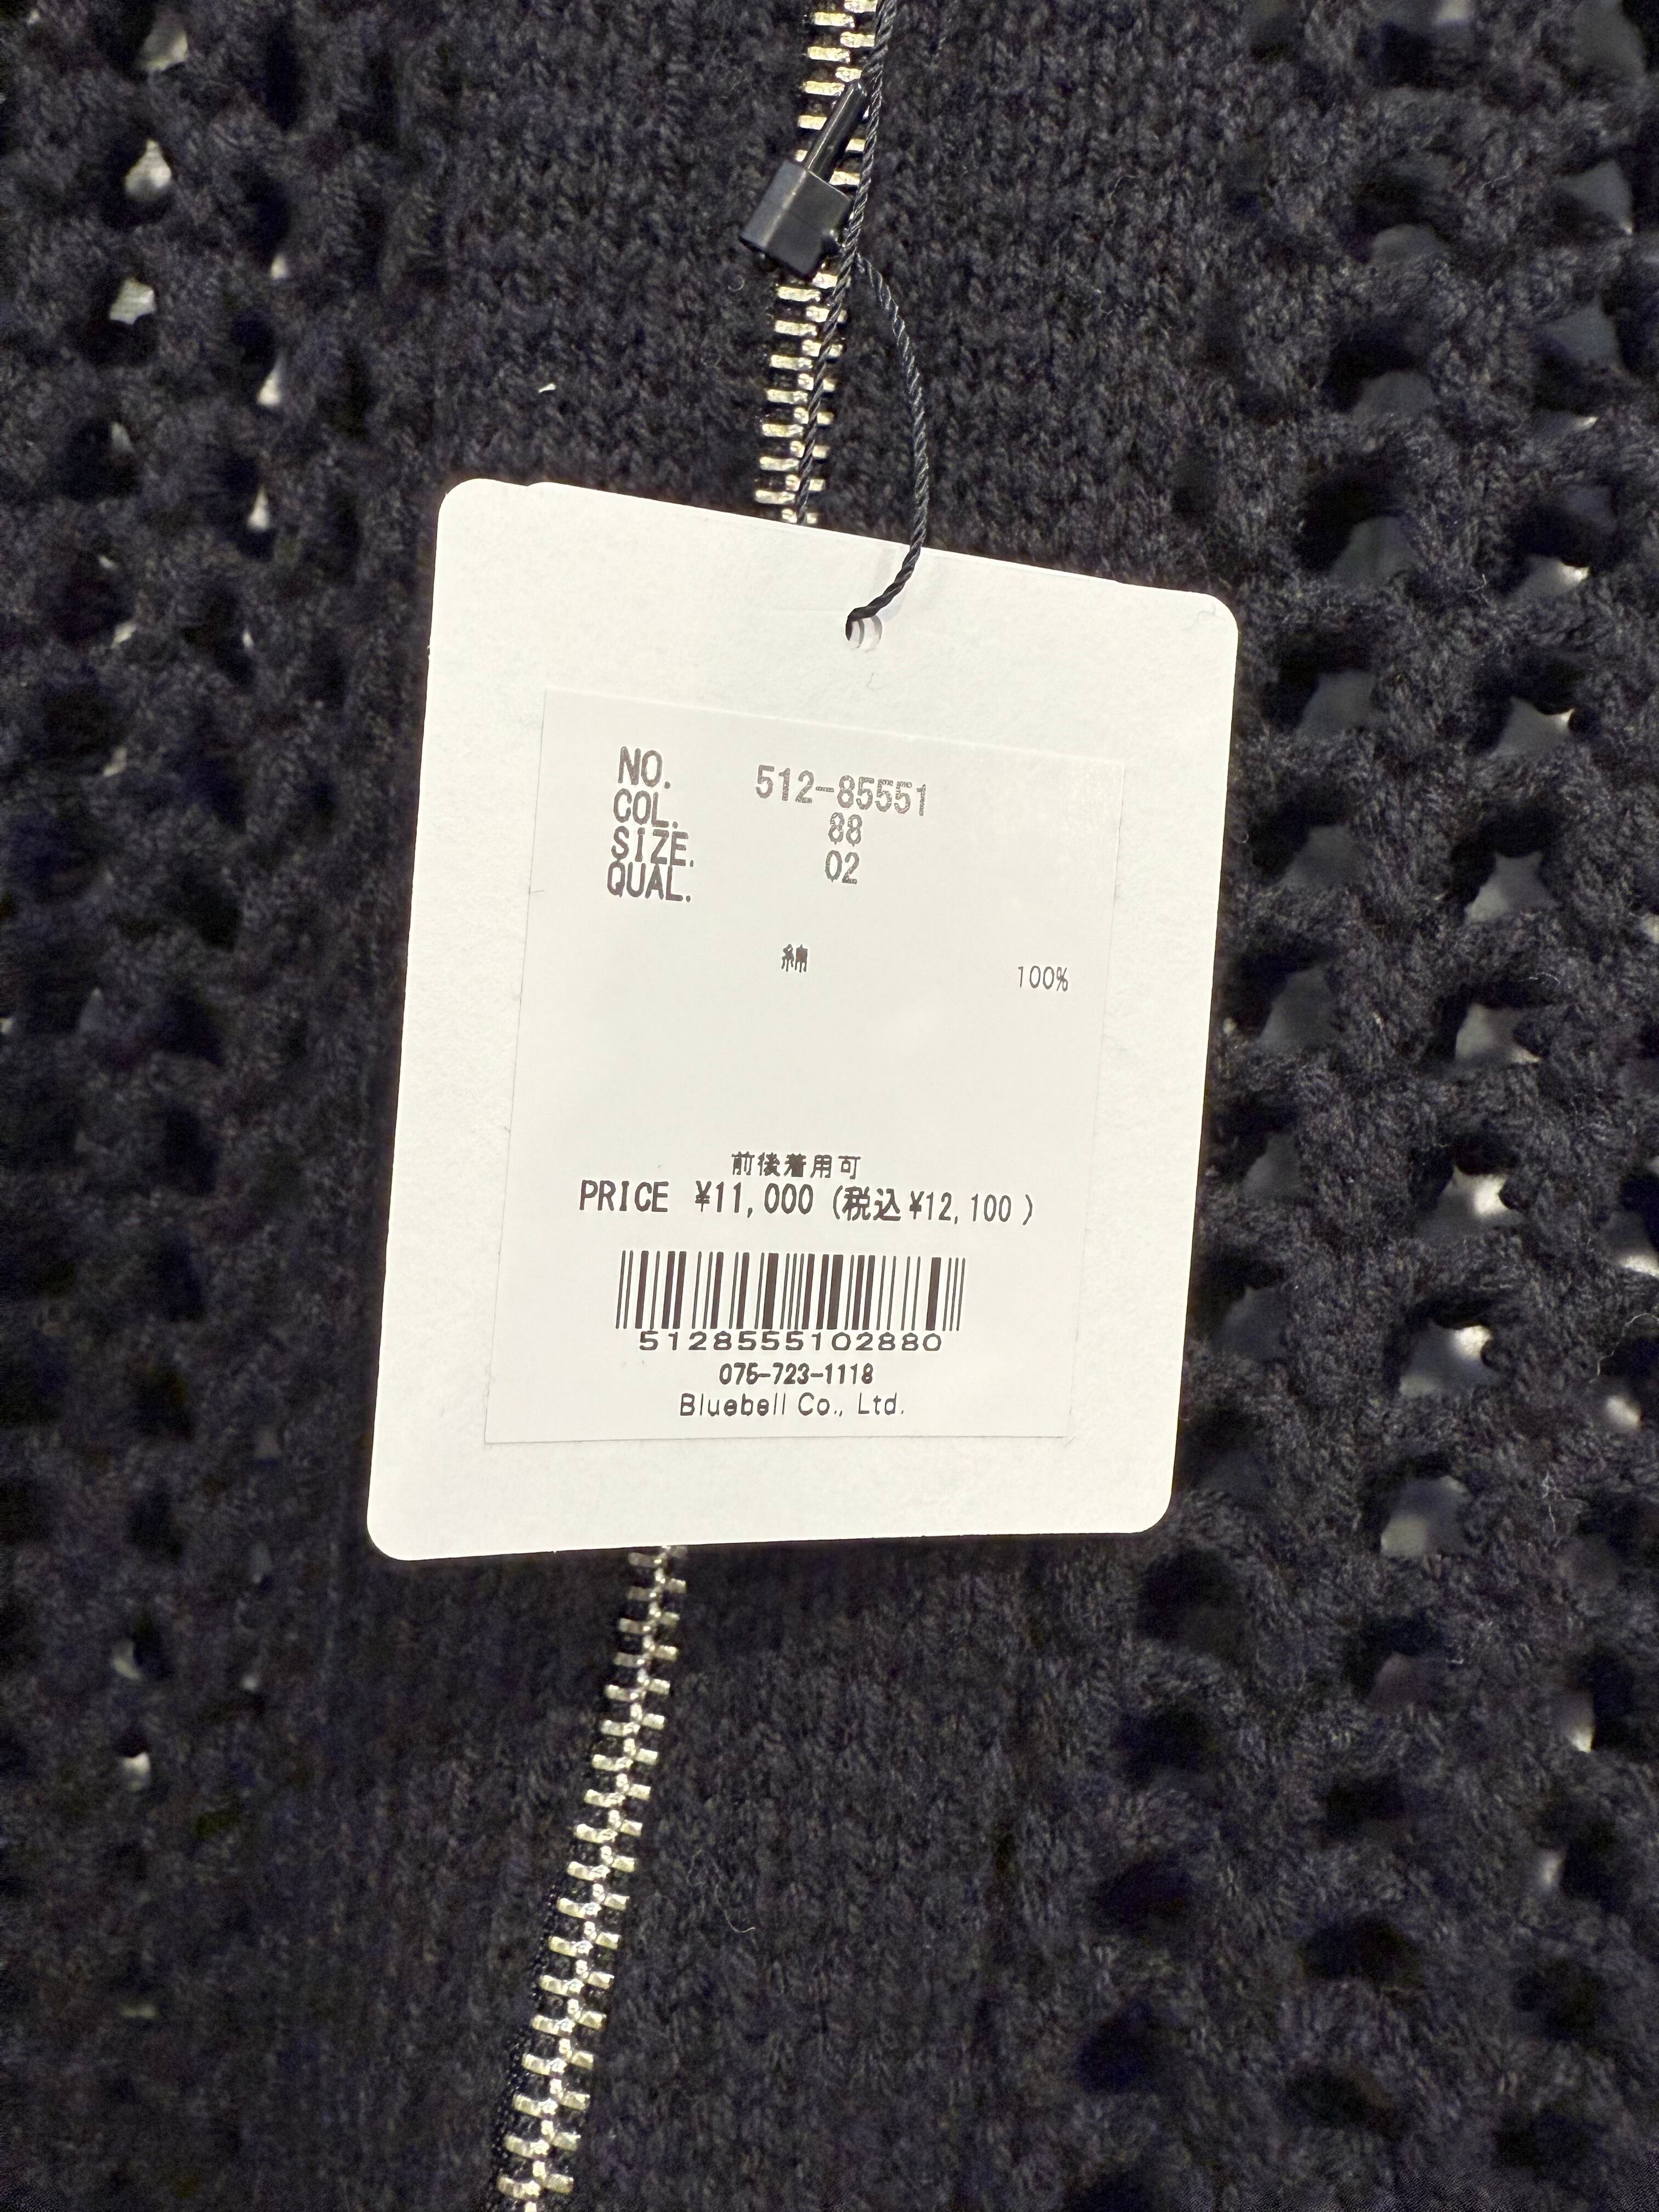 NO. 512-85551
COL. 88
SIZE. 02
QUAL.
綿 100%
前後着用可
PRICE ¥11,000 (税込¥12,100 )
5128555102880
075-723-1118
Bluebell Co., Ltd.